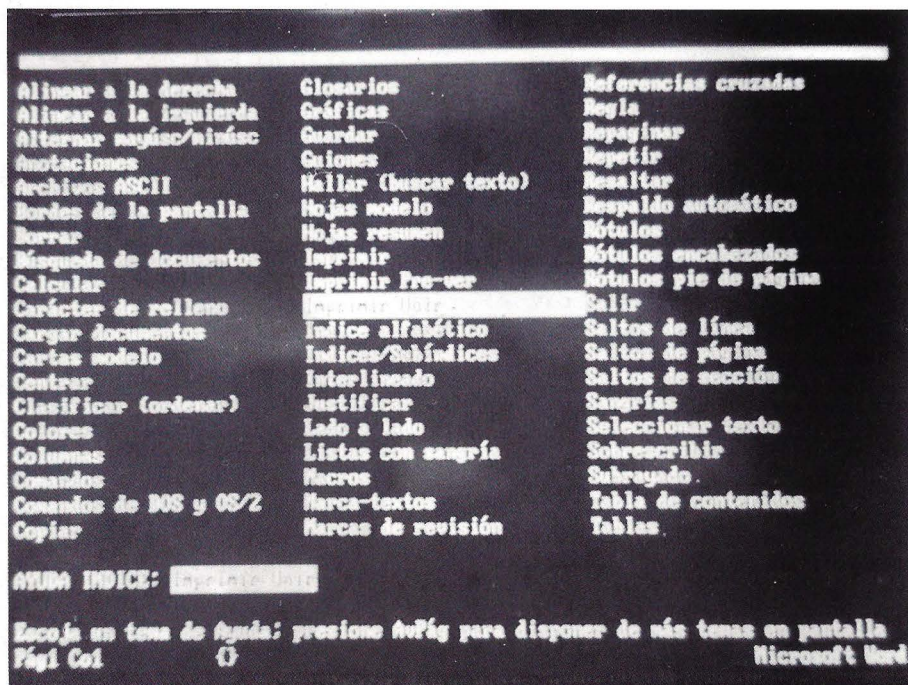 Alinear a la derecha
Alinear a la izquierda
Alternar mayúsc/minúsc
Anotaciones
Archivos ASCII
Bordes de la pantalla
Borrar
Búsqueda de documentos
Calcular
Carácter de relleno
Cargar documentos
Cartas modelo
Centrar
Clasificar (ordenar)
Colores
Columnas
Comandos
Comandos de DOS y OS/2
Copiar
Glosarios
Gráficas
Guardar
Guiones
Hallar (buscar texto)
Hojas modelo
Hojas resumen
Imprimir
Imprimir Pre-ver
Imprimir Unir
Indice alfabético
Indices/Subíndices
Interlineado
Justificar
Lado a lado
Listas con sangría
Macros
Marca-textos
Marcas de revisión
Referencias cruzadas
Regla
Repaginar
Repetir
Resaltar
Respaldo automático
Rótulos
Rótulos encabezados
Rótulos pie de página
Salir
Saltos de línea
Saltos de página
Saltos de sección
Sangrías
Seleccionar texto
Sobrescribir
Subrayado
Tabla de contenidos
Tablas
AYUDA INDICE: Imprimir Unir
Escoja un tema de Ayuda; presione AvPág para disponer de más temas en pantalla
Pág1 Co1 {} Microsoft Word